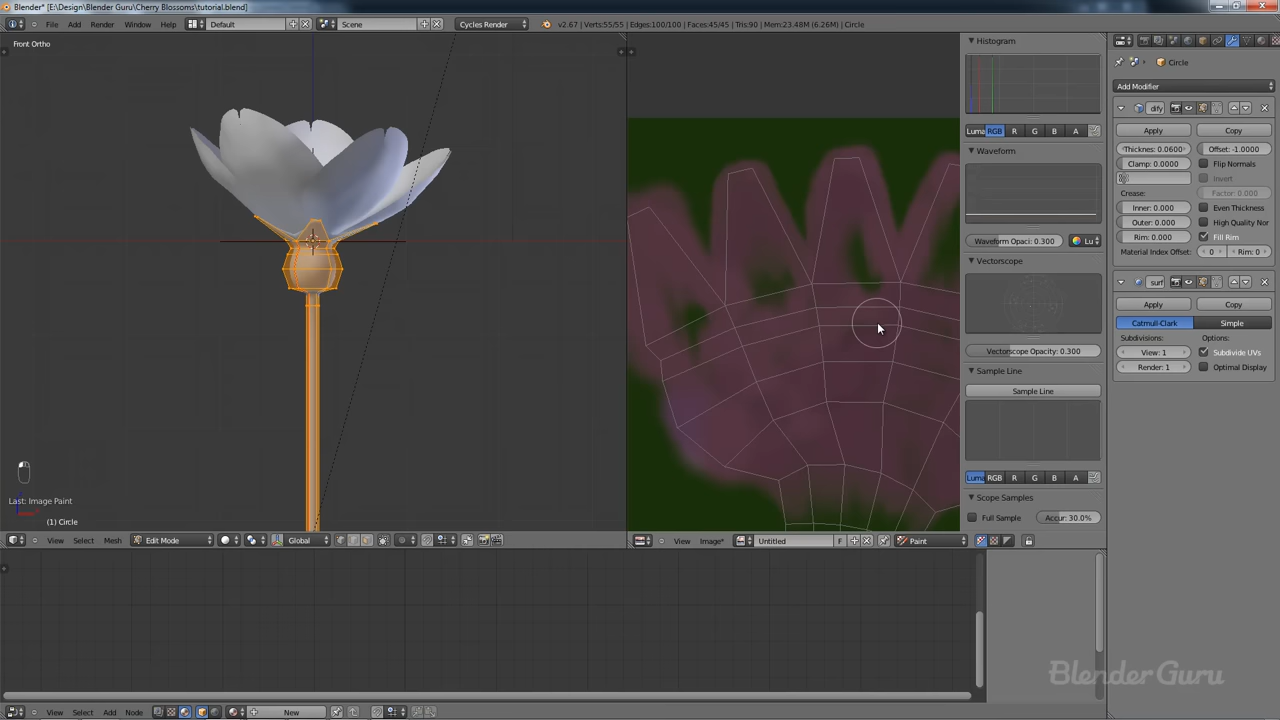 Blender* [E:\Design\Blender Guru\Cherry Blossoms\tutorial.blend]
File Add Render Window Help Default Scene Cycles Render v2.67 | Verts:55/55 | Edges:100/100 | Faces:45/45 | Tris:90 | Mem:23.48M (6.26M) | Circle
Front Ortho
Last: Image Paint
(1) Circle
View Select Mesh Edit Mode Global
View Image* Untitled F Paint
Histogram
Luma RGB R G B A
Waveform
Waveform Opaci: 0.300 Lu
Vectorscope
Vectorscope Opacity: 0.300
Sample Line
Sample Line
Luma RGB R G B A
Scope Samples
Full Sample Accur: 30.0%
Circle
Add Modifier
dify
Apply Copy
Thicknes: 0.0600 Offset: -1.0000
Clamp: 0.0000 Flip Normals
Invert
Crease: Factor: 0.000
Inner: 0.000 Even Thickness
Outer: 0.000 High Quality Nor
Rim: 0.000 Fill Rim
Material Index Offset: 0 Rim: 0
surf
Apply Copy
Catmull-Clark Simple
Subdivisions: Options:
View: 1 Subdivide UVs
Render: 1 Optimal Display
BlenderGuru
View Select Add Node New